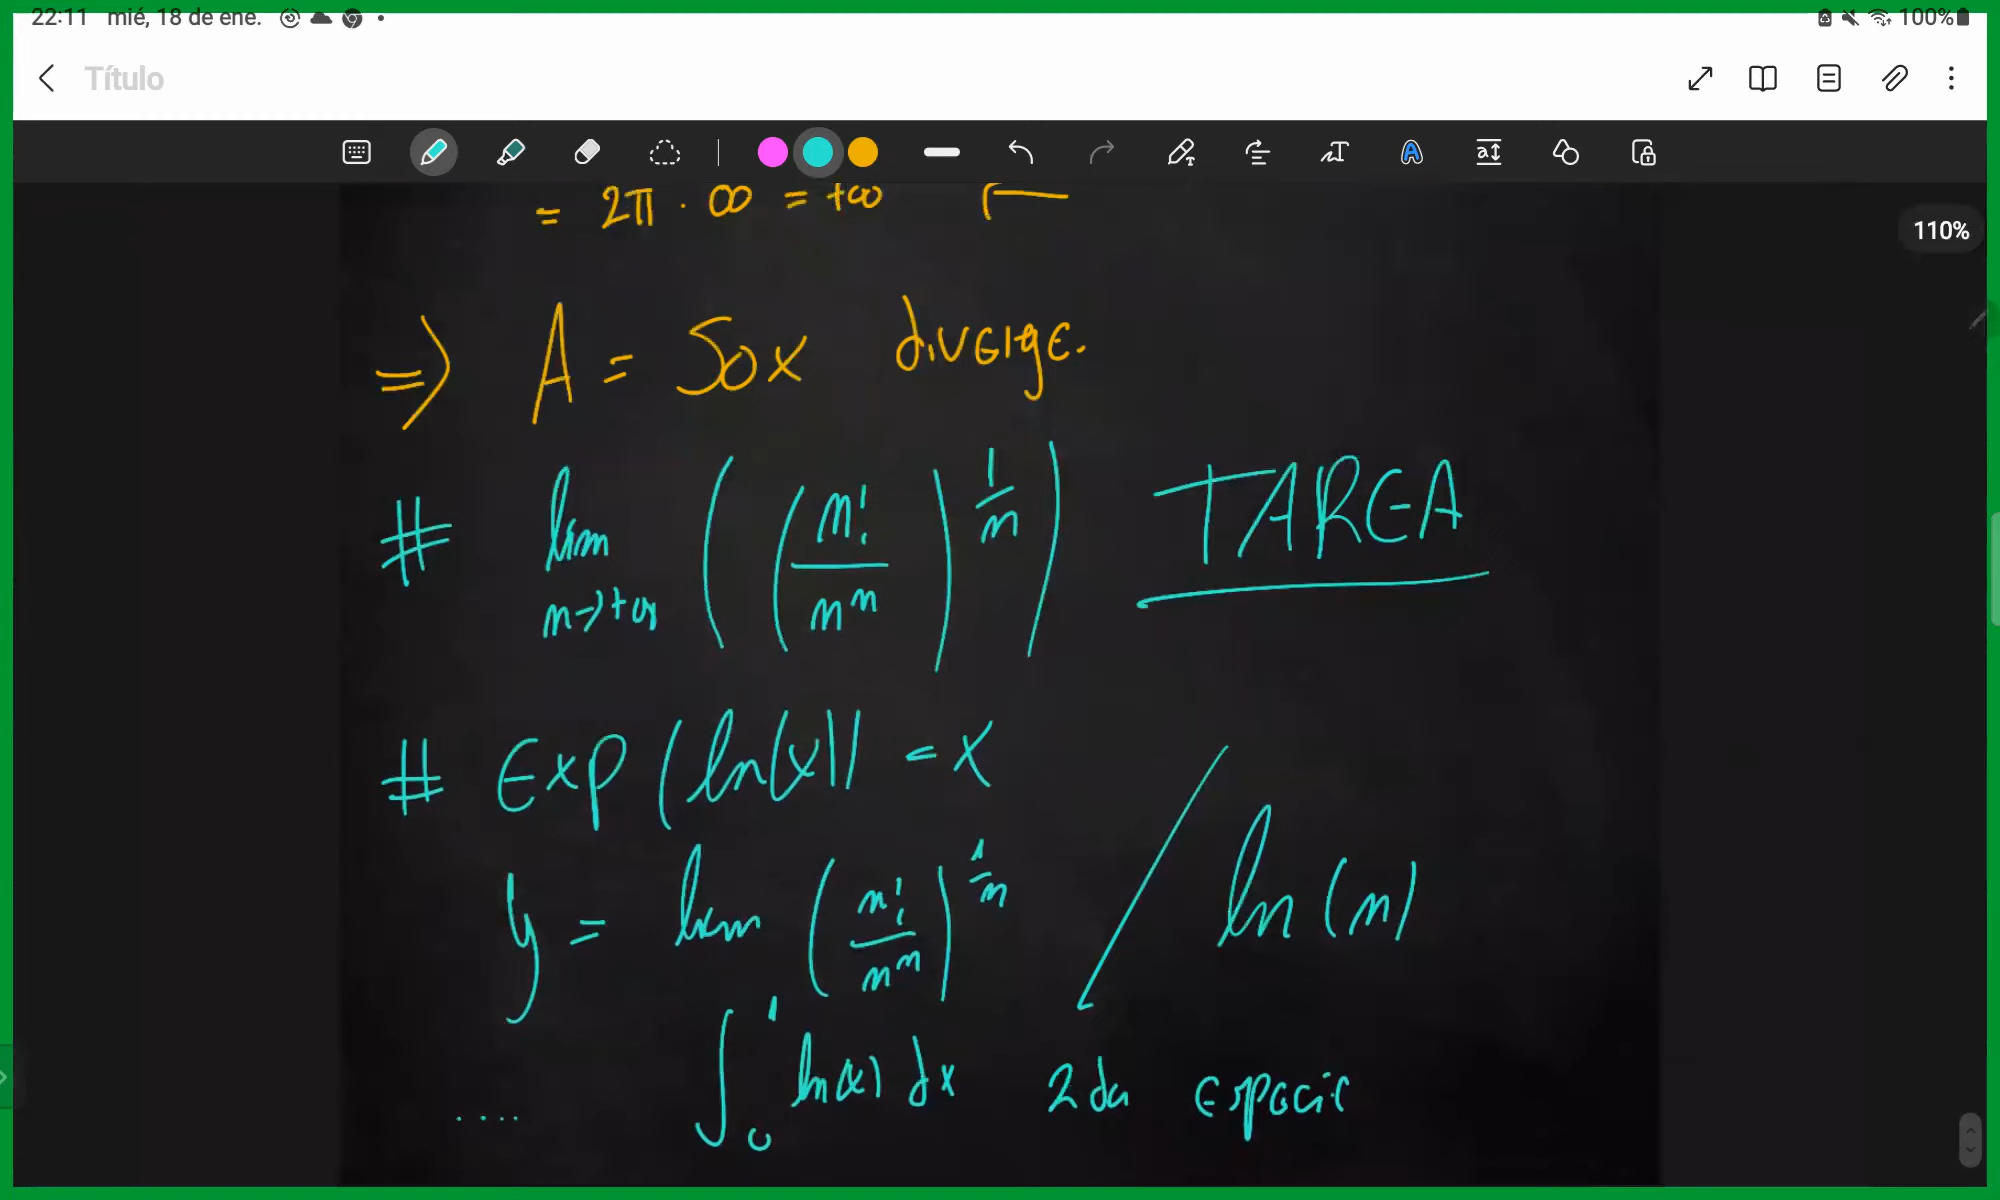 22:11 mié, 18 de ene. 100%
Título
110%
= 2π · ∞ = +∞
⇒ A = Sox diverge.
# lim n→+∞ ((n!/n^n)^(1/n)) TAREA
# Exp(ln(x)) = x
y = lim (n!/n^n)^(1/n) / ln(n)
.... ∫₀¹ ln(x) dx 2da especie